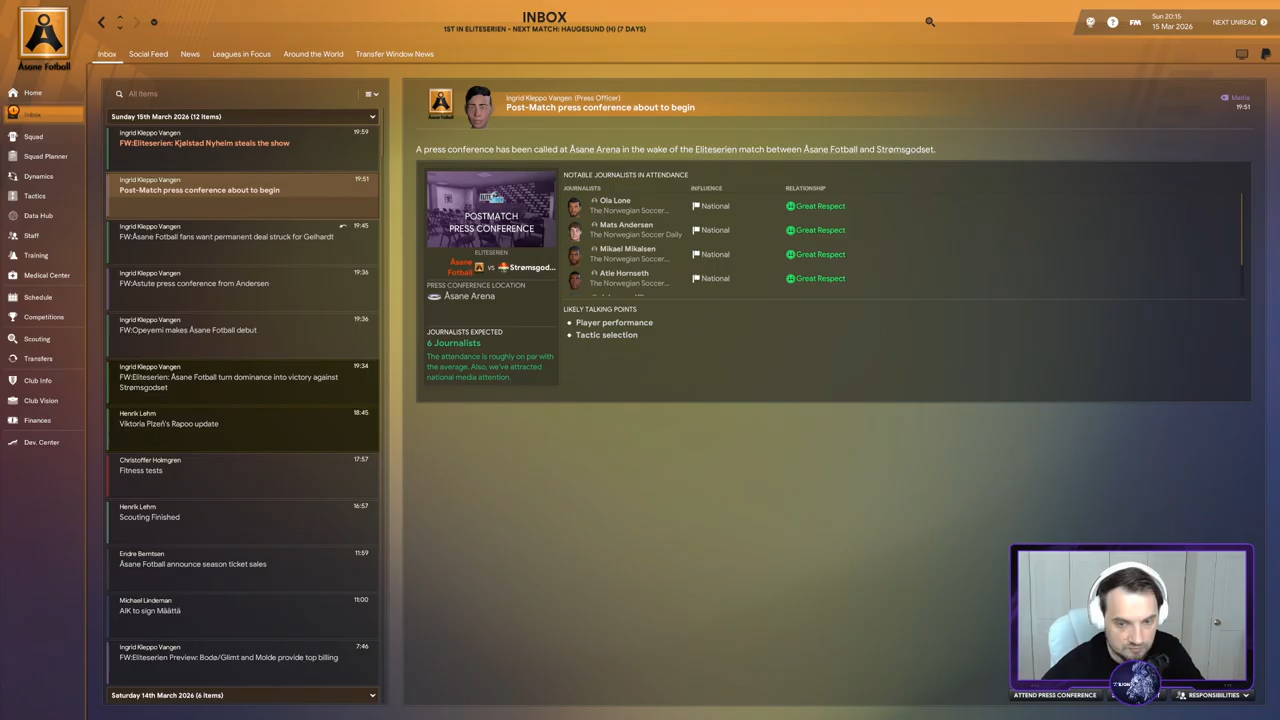 INBOX
1ST IN ELITESERIEN - NEXT MATCH: HAUGESUND (H) (7 DAYS)
FM
Sun 20:15
15 Mar 2026
NEXT UNREAD
Åsane Fotball
Inbox
Social Feed
News
Leagues in Focus
Around the World
Transfer Window News
Home
Inbox
Squad
Squad Planner
Dynamics
Tactics
Data Hub
Staff
Training
Medical Center
Schedule
Competitions
Scouting
Transfers
Club Info
Club Vision
Finances
Dev. Center
All Items
Sunday 15th March 2026 (12 items)
Ingrid Kleppo Vangen 19:59
FW:Eliteserien: Kjølstad Nyheim steals the show
Ingrid Kleppo Vangen 19:51
Post-Match press conference about to begin
Ingrid Kleppo Vangen 19:45
FW:Åsane Fotball fans want permanent deal struck for Gelhardt
Ingrid Kleppo Vangen 19:36
FW:Astute press conference from Andersen
Ingrid Kleppo Vangen 19:36
FW:Opeyemi makes Åsane Fotball debut
Ingrid Kleppo Vangen 19:34
FW:Eliteserien: Åsane Fotball turn dominance into victory against
Strømsgodset
Henrik Lehm 18:45
Viktoria Plzeň's Rapoo update
Christoffer Holmgren 17:57
Fitness tests
Henrik Lehm 16:57
Scouting Finished
Endre Berntsen 11:59
Åsane Fotball announce season ticket sales
Michael Lindeman 11:00
AIK to sign Määttä
Ingrid Kleppo Vangen 7:46
FW:Eliteserien Preview: Bodø/Glimt and Molde provide top billing
Saturday 14th March 2026 (6 items)
Ingrid Kleppo Vangen (Press Officer)
Post-Match press conference about to begin
Media
19:51
Åsane Fotball
A press conference has been called at Åsane Arena in the wake of the Eliteserien match between Åsane Fotball and Strømsgodset.
POSTMATCH
PRESS CONFERENCE
ELITESERIEN
Åsane
Fotball
vs
Strømsgod...
PRESS CONFERENCE LOCATION
Åsane Arena
JOURNALISTS EXPECTED
6 Journalists
The attendance is roughly on par with
the average. Also, we've attracted
national media attention.
NOTABLE JOURNALISTS IN ATTENDANCE
JOURNALISTS INFLUENCE RELATIONSHIP
Ola Lone
The Norwegian Soccer...
National
Great Respect
Mats Andersen
The Norwegian Soccer Daily
National
Great Respect
Mikael Mikalsen
The Norwegian Soccer...
National
Great Respect
Atle Hornseth
The Norwegian Soccer...
National
Great Respect
LIKELY TALKING POINTS
Player performance
Tactic selection
ATTEND PRESS CONFERENCE
RESPONSIBILITIES